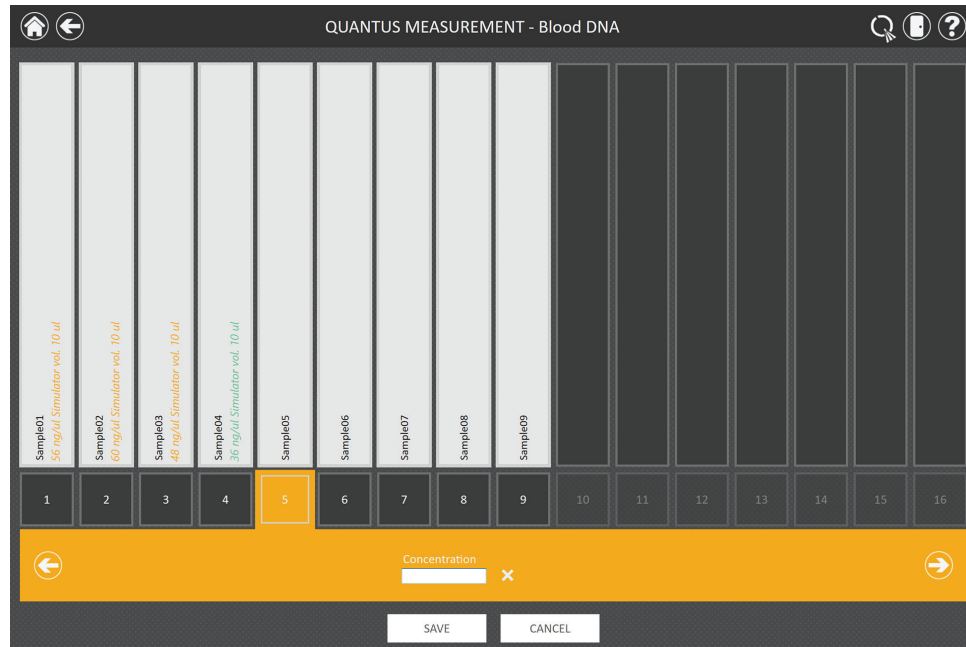 QUANTUS MEASUREMENT - Blood DNA
?
Sample01
56 ng/ul Simulator vol. 10 ul
Sample02
60 ng/ul Simulator vol. 10 ul
Sample03
48 ng/ul Simulator vol. 10 ul
Sample04
36 ng/ul Simulator vol. 10 ul
Sample05
Sample06
Sample07
Sample08
Sample09
1 2 3 4 5 6 7 8 9 10 11 12 13 14 15 16
Concentration
SAVE CANCEL